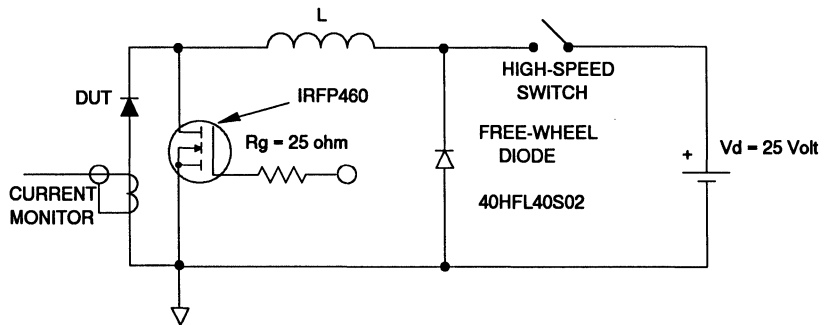 L
DUT
IRFP460
HIGH-SPEED
SWITCH
Rg = 25 ohm
FREE-WHEEL
DIODE
+
Vd = 25 Volt
CURRENT
MONITOR
40HFL40S02